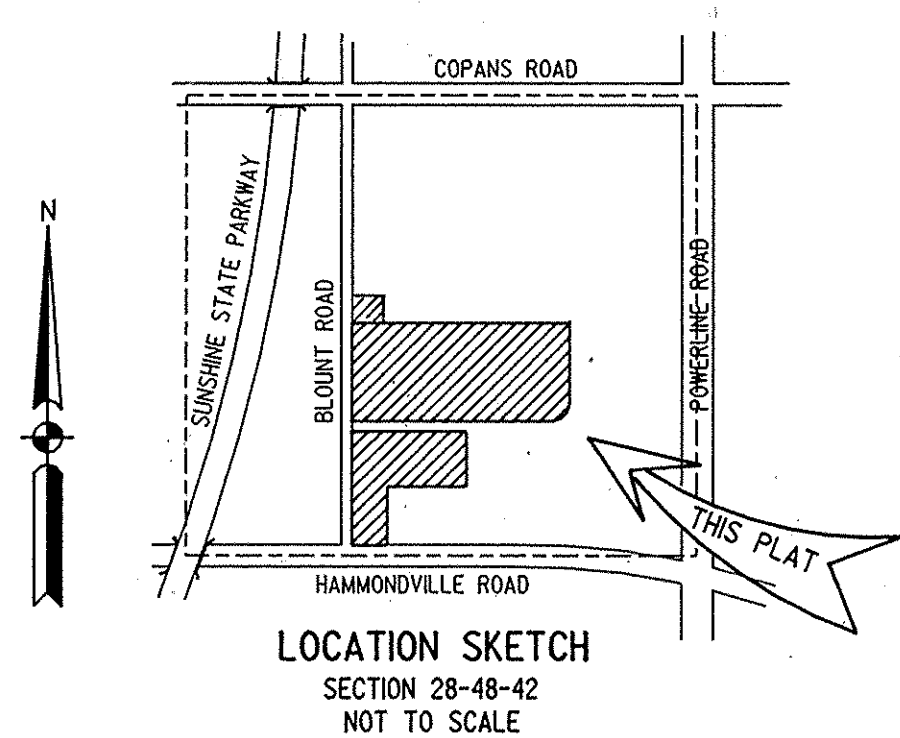 COPANS ROAD
N
SUNSHINE STATE PARKWAY
BLOUNT ROAD
POWERLINE ROAD
THIS PLAT
HAMMONDVILLE ROAD
LOCATION SKETCH
SECTION 28-48-42
NOT TO SCALE